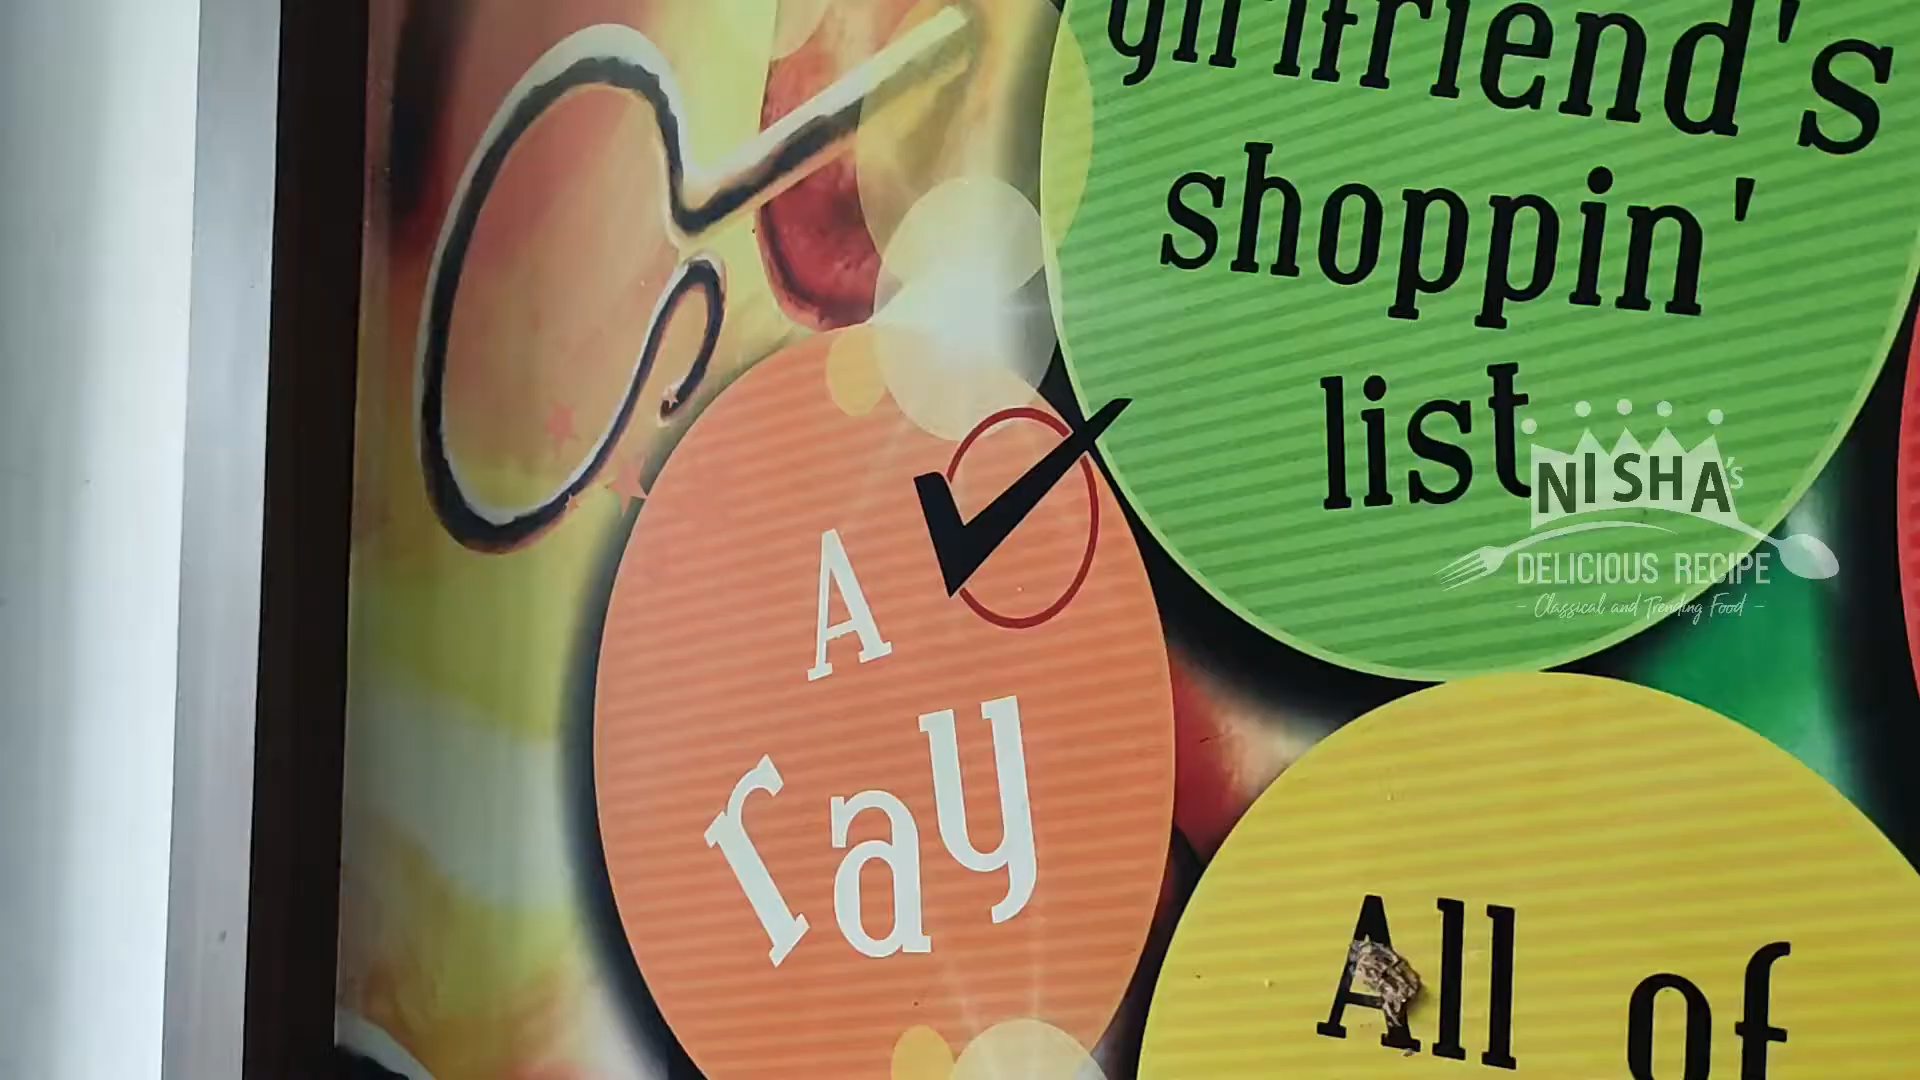 girlfriend's
shoppin'
list
A
ray
All of
NISHA's
DELICIOUS RECIPE
- Classical and Trending Food -